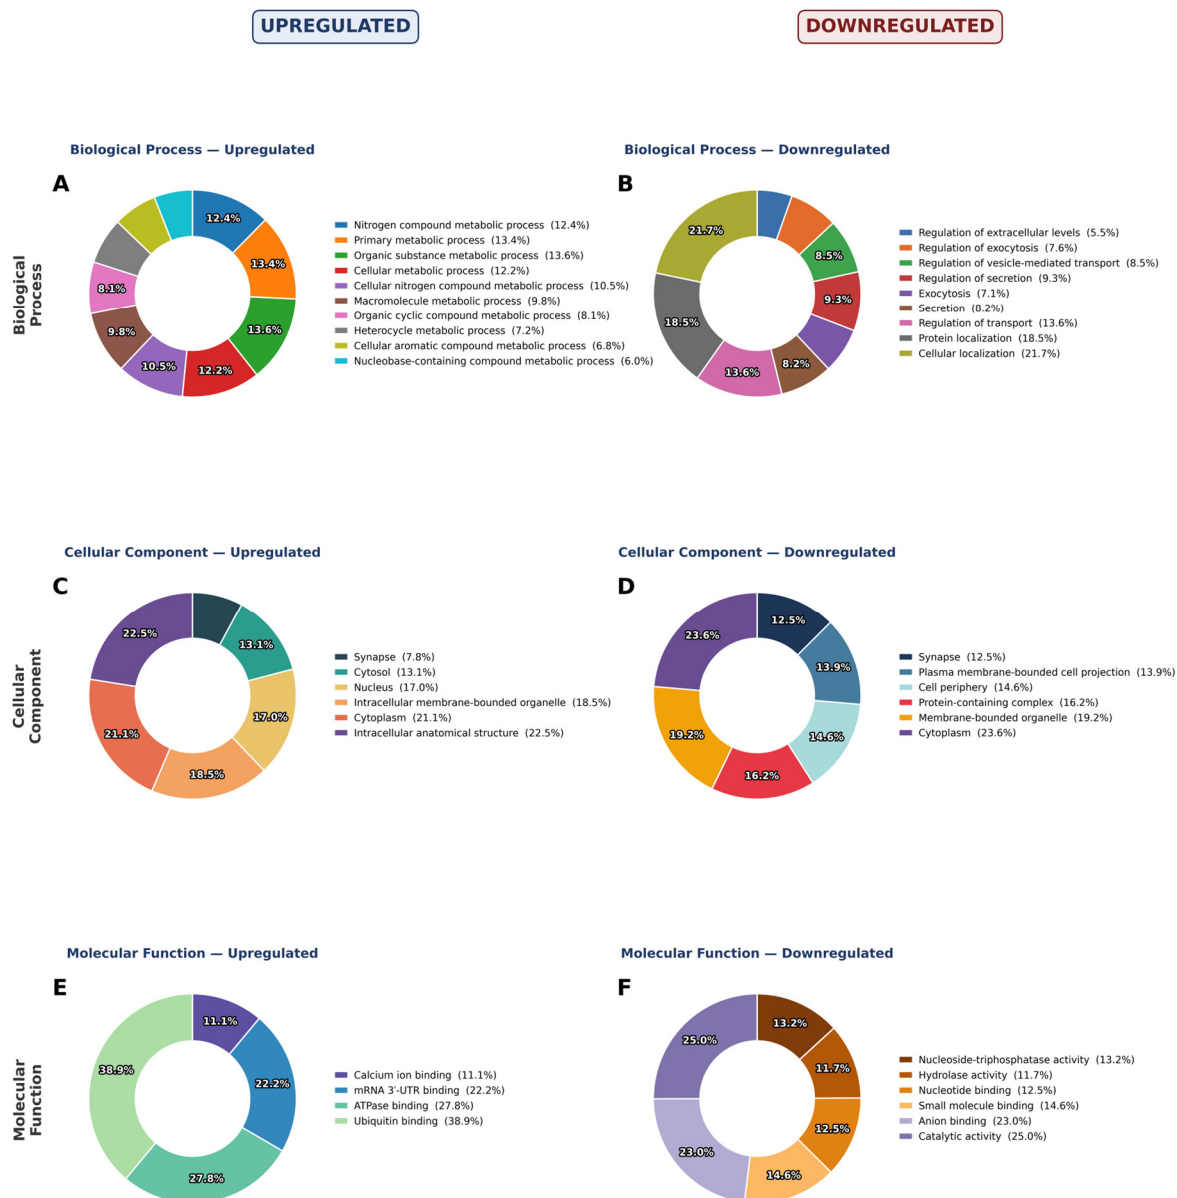 UPREGULATED
DOWNREGULATED
Biological Process
Biological Process — Upregulated
A
12.4%
13.4%
13.6%
12.2%
10.5%
9.8%
8.1%
Nitrogen compound metabolic process (12.4%)
Primary metabolic process (13.4%)
Organic substance metabolic process (13.6%)
Cellular metabolic process (12.2%)
Cellular nitrogen compound metabolic process (10.5%)
Macromolecule metabolic process (9.8%)
Organic cyclic compound metabolic process (8.1%)
Heterocycle metabolic process (7.2%)
Cellular aromatic compound metabolic process (6.8%)
Nucleobase-containing compound metabolic process (6.0%)
Biological Process — Downregulated
B
21.7%
8.5%
9.3%
8.2%
13.6%
18.5%
Regulation of extracellular levels (5.5%)
Regulation of exocytosis (7.6%)
Regulation of vesicle-mediated transport (8.5%)
Regulation of secretion (9.3%)
Exocytosis (7.1%)
Secretion (8.2%)
Regulation of transport (13.6%)
Protein localization (18.5%)
Cellular localization (21.7%)
Cellular Component
Cellular Component — Upregulated
C
22.5%
13.1%
17.0%
18.5%
21.1%
Synapse (7.8%)
Cytosol (13.1%)
Nucleus (17.0%)
Intracellular membrane-bounded organelle (18.5%)
Cytoplasm (21.1%)
Intracellular anatomical structure (22.5%)
Cellular Component — Downregulated
D
12.5%
13.9%
14.6%
16.2%
19.2%
23.6%
Synapse (12.5%)
Plasma membrane-bounded cell projection (13.9%)
Cell periphery (14.6%)
Protein-containing complex (16.2%)
Membrane-bounded organelle (19.2%)
Cytoplasm (23.6%)
Molecular Function
Molecular Function — Upregulated
E
11.1%
22.2%
27.8%
38.9%
Calcium ion binding (11.1%)
mRNA 3′-UTR binding (22.2%)
ATPase binding (27.8%)
Ubiquitin binding (38.9%)
Molecular Function — Downregulated
F
13.2%
11.7%
12.5%
14.6%
23.0%
25.0%
Nucleoside-triphosphatase activity (13.2%)
Hydrolase activity (11.7%)
Nucleotide binding (12.5%)
Small molecule binding (14.6%)
Anion binding (23.0%)
Catalytic activity (25.0%)